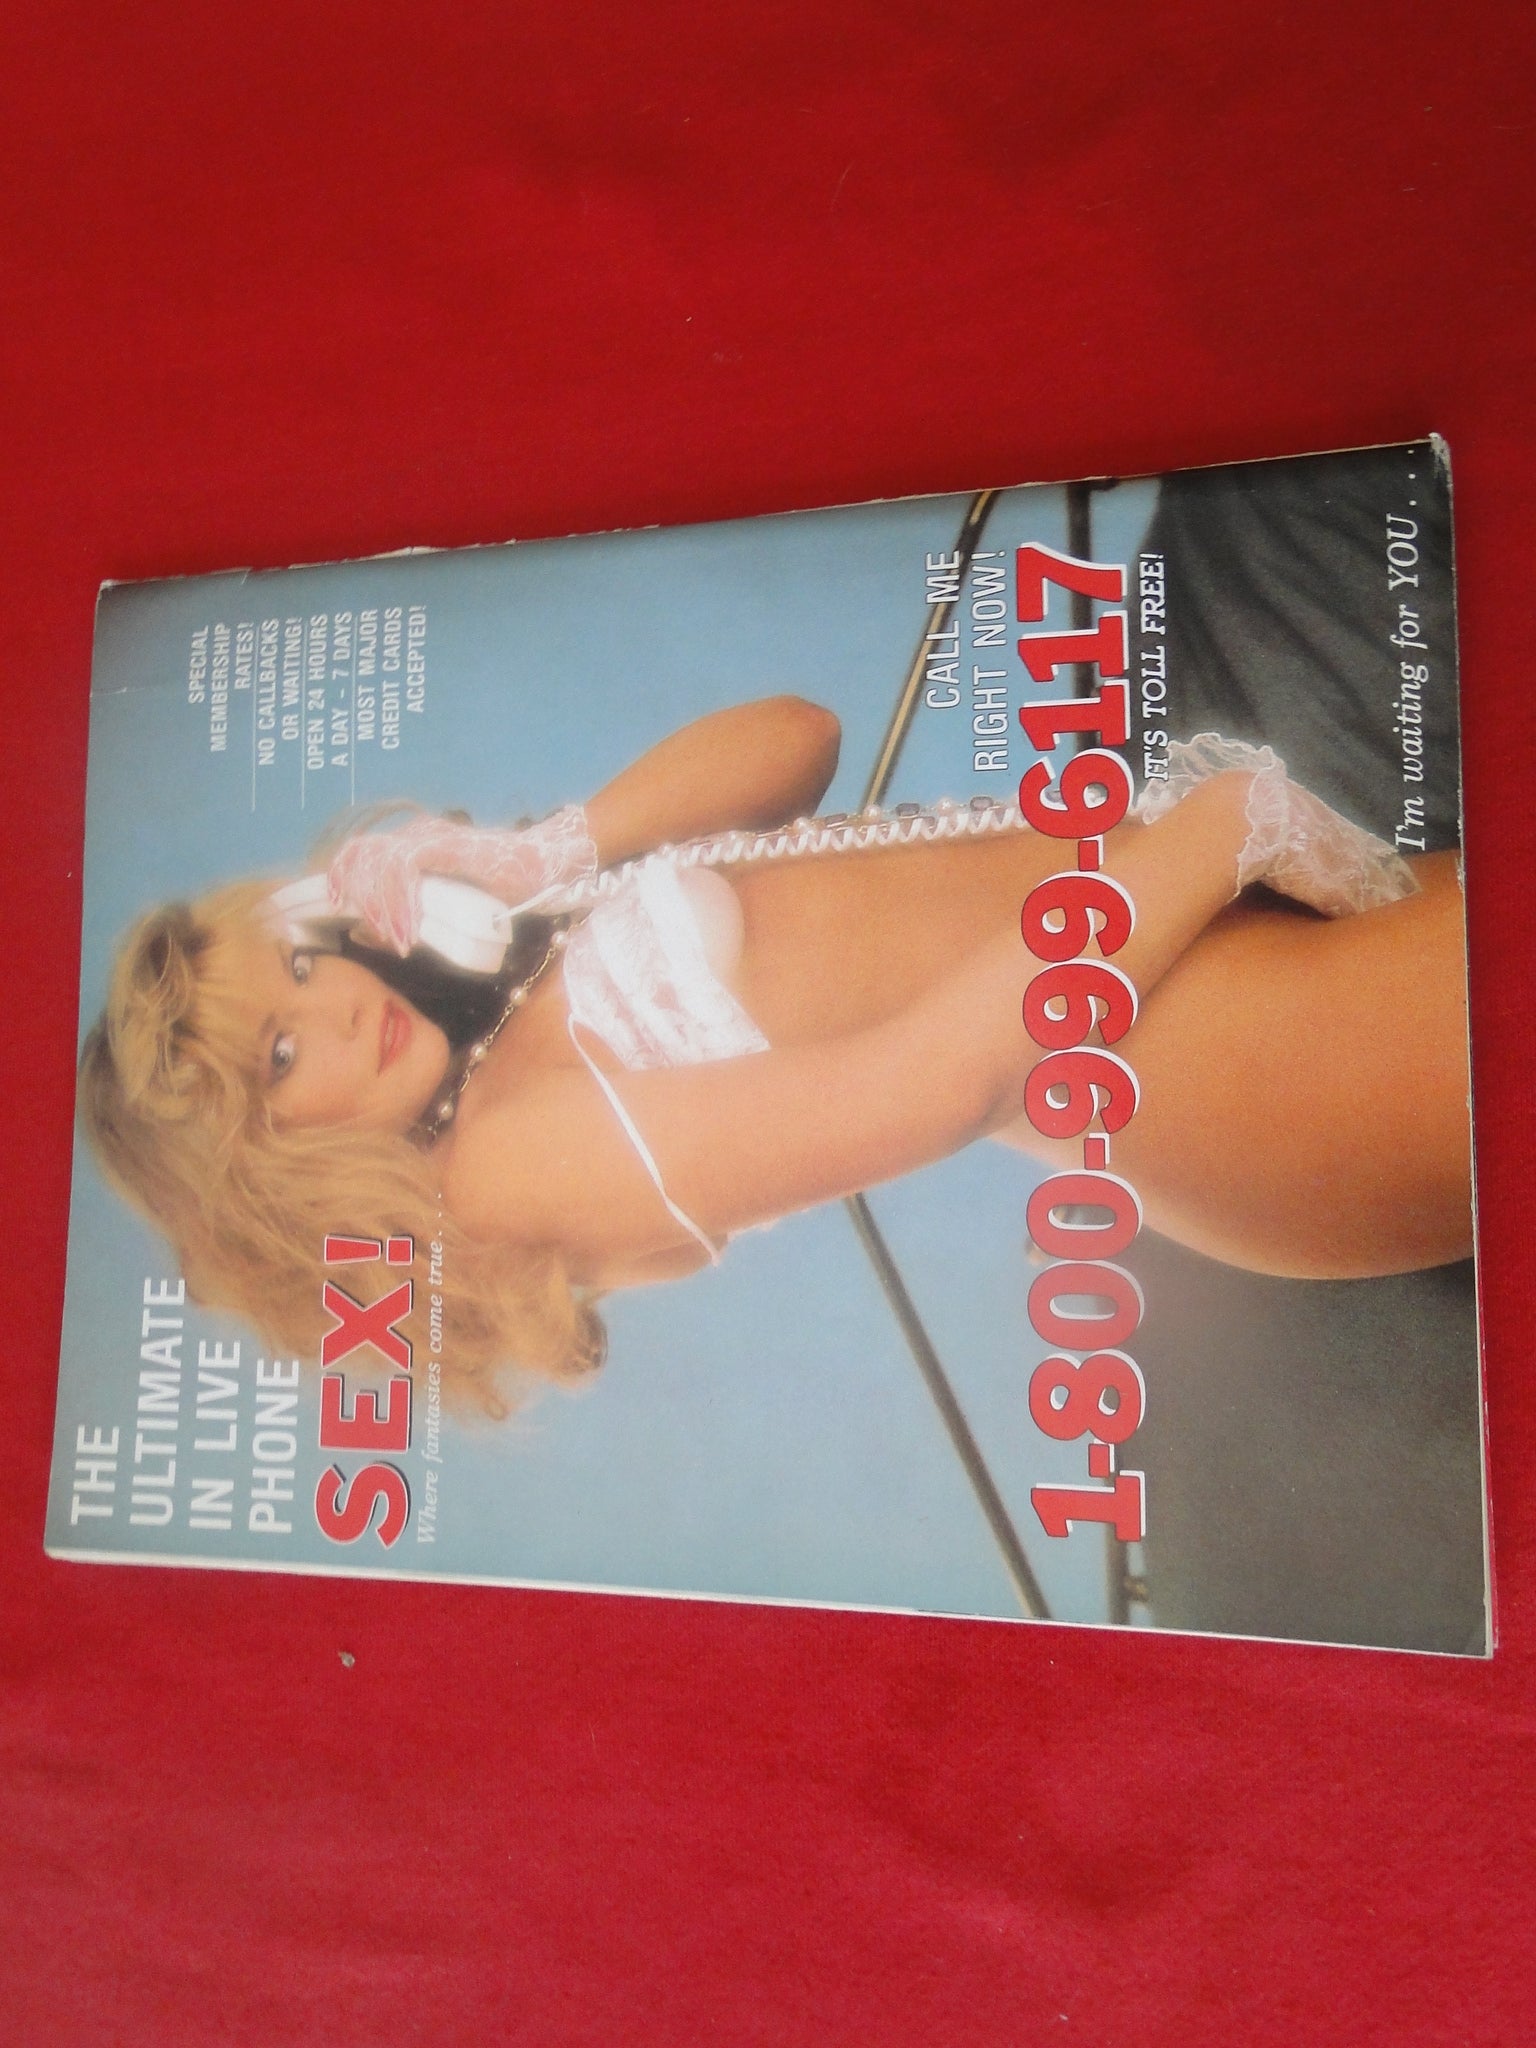 THE
ULTIMATE
IN LIVE
PHONE
SEX!
Where fantasies come true...
SPECIAL
MEMBERSHIP
RATES!
NO CALLBACKS
OR WAITING!
OPEN 24 HOURS
A DAY - 7 DAYS
MOST MAJOR
CREDIT CARDS
ACCEPTED!
CALL ME
RIGHT NOW!
1-800-999-6117
IT'S TOLL FREE!
I'm waiting for YOU...